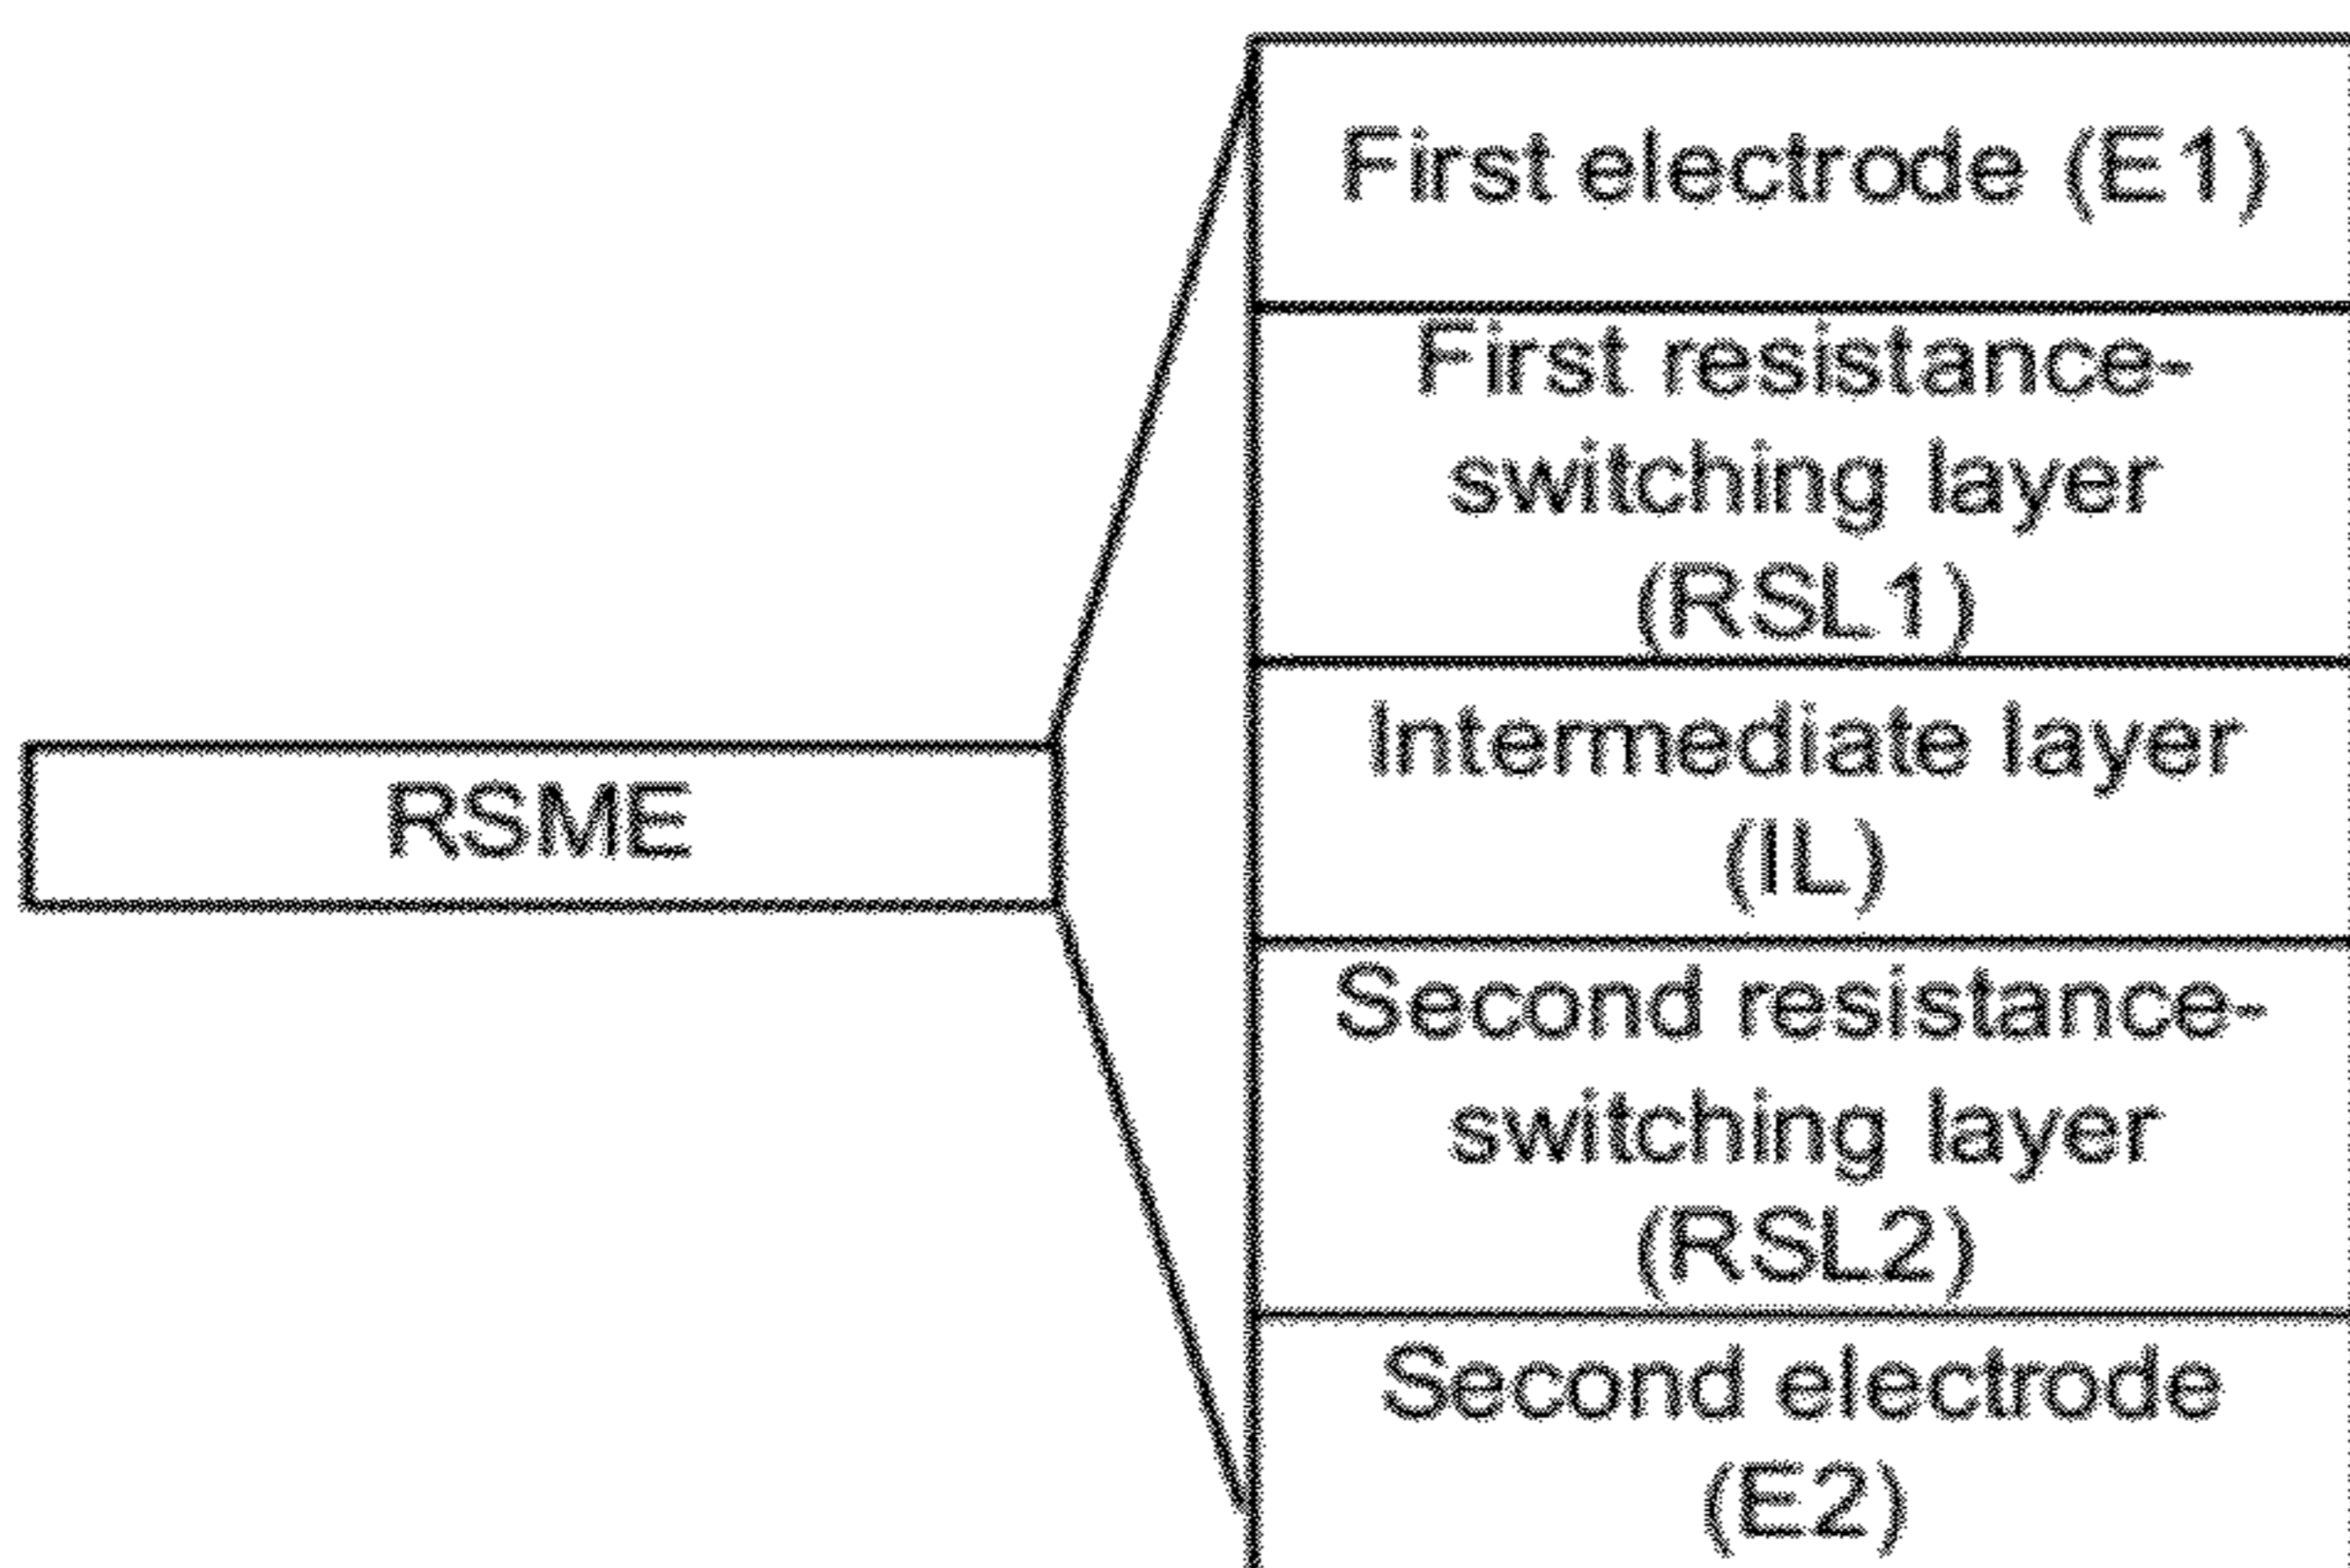 First electrode (E1)
First resistance-
switching layer
(RSL1)
Intermediate layer
(IL)
RSME
Second resistance-
switching layer
(RSL2)
Second electrode
(E2)